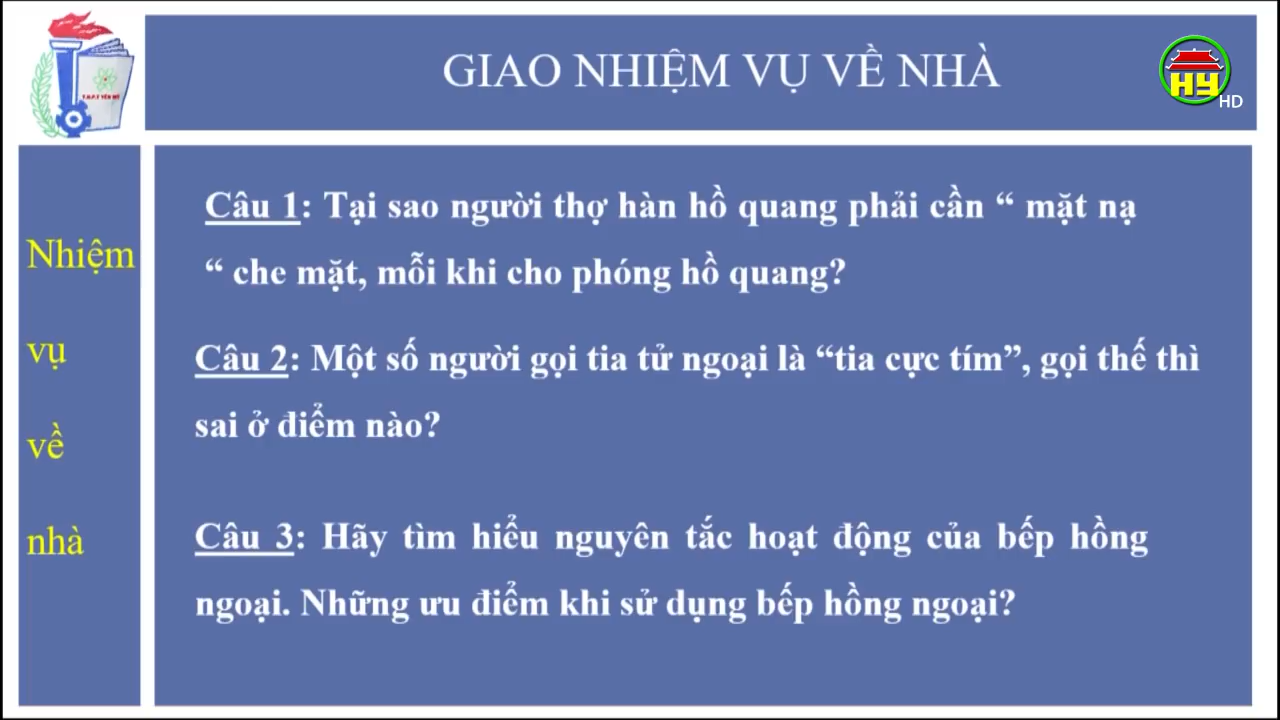 GIAO NHIỆM VỤ VỀ NHÀ
HY
HD
Nhiệm
vụ
về
nhà
Câu 1: Tại sao người thợ hàn hồ quang phải cần “ mặt nạ
“ che mặt, mỗi khi cho phóng hồ quang?
Câu 2: Một số người gọi tia tử ngoại là “tia cực tím”, gọi thế thì
sai ở điểm nào?
Câu 3: Hãy tìm hiểu nguyên tắc hoạt động của bếp hồng
ngoại. Những ưu điểm khi sử dụng bếp hồng ngoại?